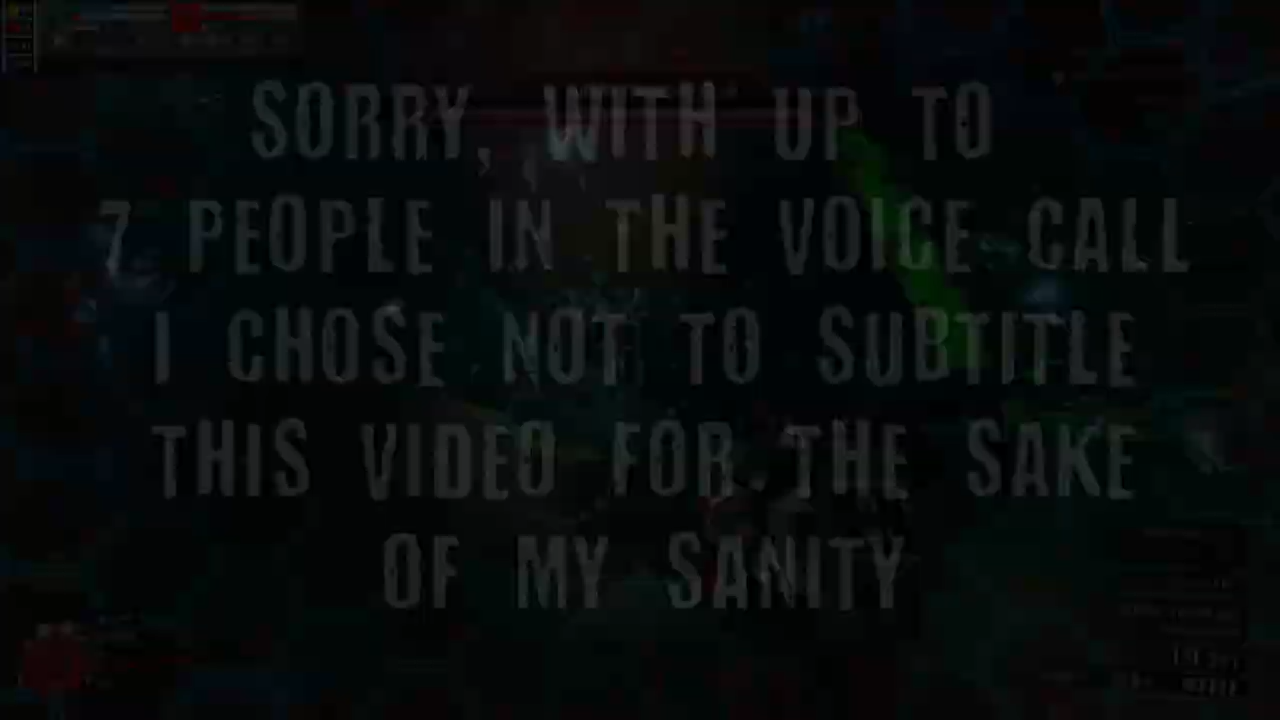 SORRY, WITH UP TO
7 PEOPLE IN THE VOICE CALL
I CHOSE NOT TO SUBTITLE
THIS VIDEO FOR THE SAKE
OF MY SANITY